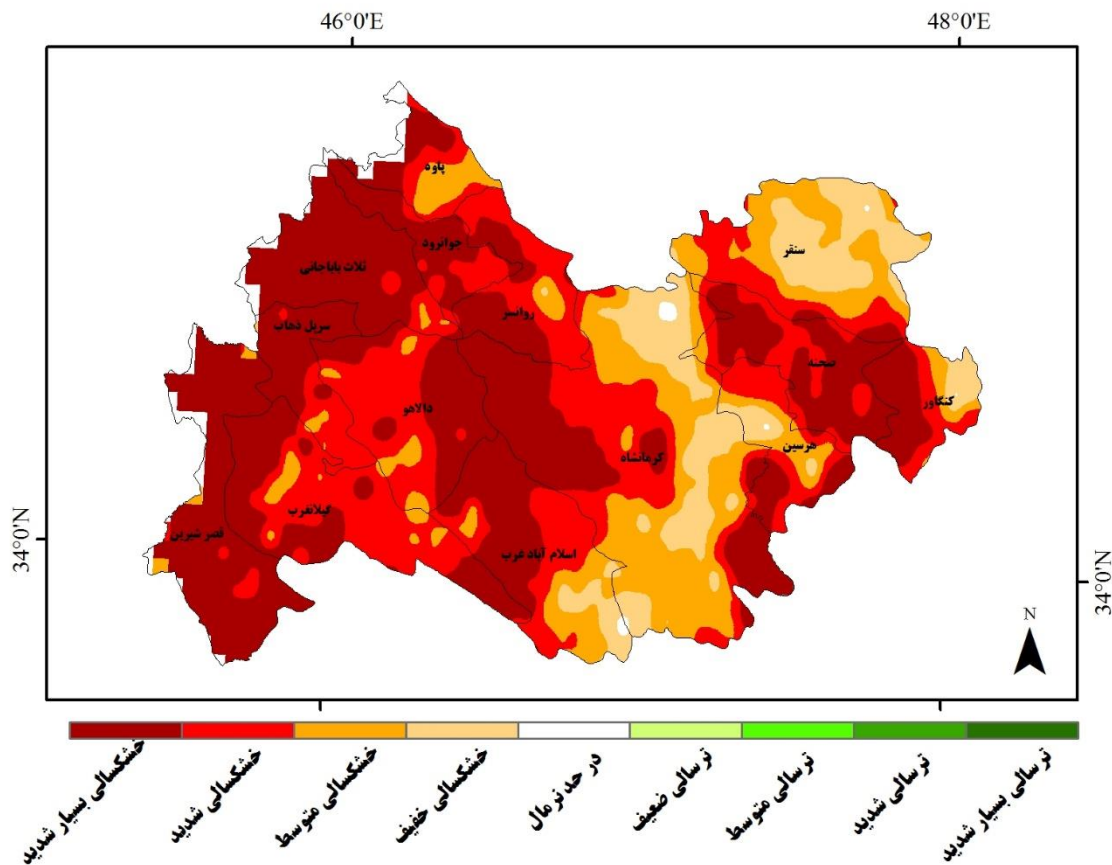 46°0'E
48°0'E
پاوه
سنقر
جوانرود
ثلاث باباجانی
روانسر
سرپل ذهاب
صحنه
کنگاور
دالاهو
هرسین
کرمانشاه
گیلانغرب
قصر شیرین
اسلام آباد غرب
34°0'N
34°0'N
N
خشکسالی بسیار شدید
خشکسالی شدید
خشکسالی متوسط
خشکسالی خفیف
در حد نرمال
ترسالی ضعیف
ترسالی متوسط
ترسالی شدید
ترسالی بسیار شدید